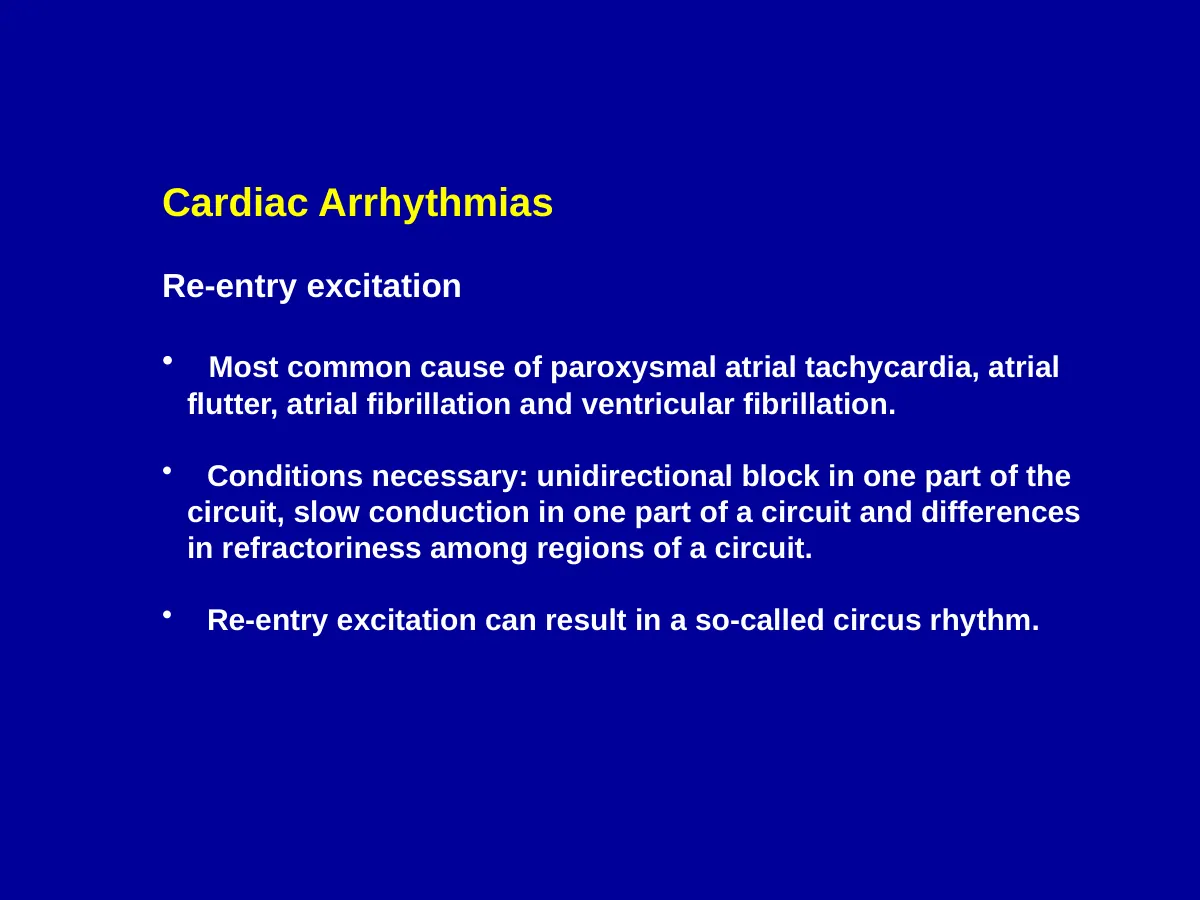 Cardiac Arrhythmias
Re-entry excitation
• Most common cause of paroxysmal atrial tachycardia, atrial
flutter, atrial fibrillation and ventricular fibrillation.
• Conditions necessary: unidirectional block in one part of the
circuit, slow conduction in one part of a circuit and differences
in refractoriness among regions of a circuit.
• Re-entry excitation can result in a so-called circus rhythm.